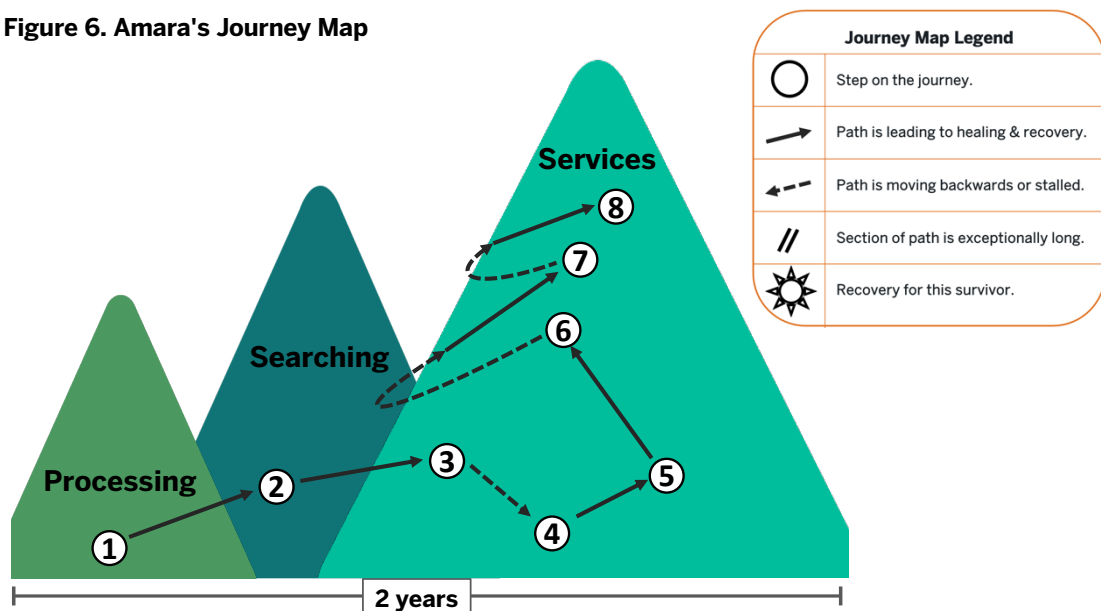 Figure 6. Amara's Journey Map
Journey Map Legend
Step on the journey.
Path is leading to healing & recovery.
Path is moving backwards or stalled.
Section of path is exceptionally long.
Recovery for this survivor.
Services
8
7
6
Searching
3
5
Processing
2
4
1
2 years